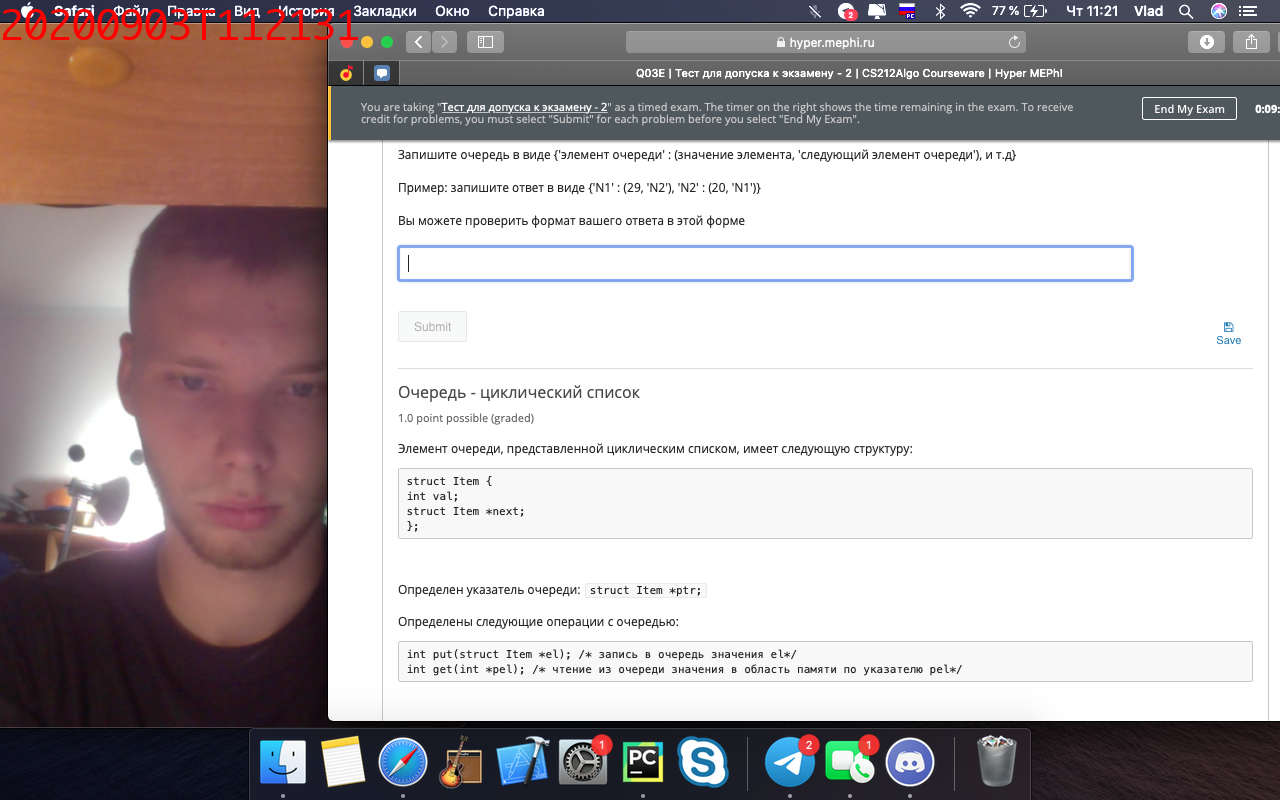 Safari Файл Правка Вид История Закладки Окно Справка 2 РС 77 % Чт 11:21 Vlad
20200903T112131
hyper.mephi.ru
Q03E | Тест для допуска к экзамену - 2 | CS212Algo Courseware | Hyper MEPhI
You are taking "Тест для допуска к экзамену - 2" as a timed exam. The timer on the right shows the time remaining in the exam. To receive
credit for problems, you must select "Submit" for each problem before you select "End My Exam".
End My Exam
0:09:
Запишите очередь в виде {'элемент очереди' : (значение элемента, 'следующий элемент очереди'), и т.д}
Пример: запишите ответ в виде {'N1' : (29, 'N2'), 'N2' : (20, 'N1')}
Вы можете проверить формат вашего ответа в этой форме
Submit
Save
Очередь - циклический список
1.0 point possible (graded)
Элемент очереди, представленной циклическим списком, имеет следующую структуру:
struct Item {
int val;
struct Item *next;
};
Определен указатель очереди: struct Item *ptr;
Определены следующие операции с очередью:
int put(struct Item *el); /* запись в очередь значения el*/
int get(int *pel); /* чтение из очереди значения в область памяти по указателю pel*/
1
PC
2
1